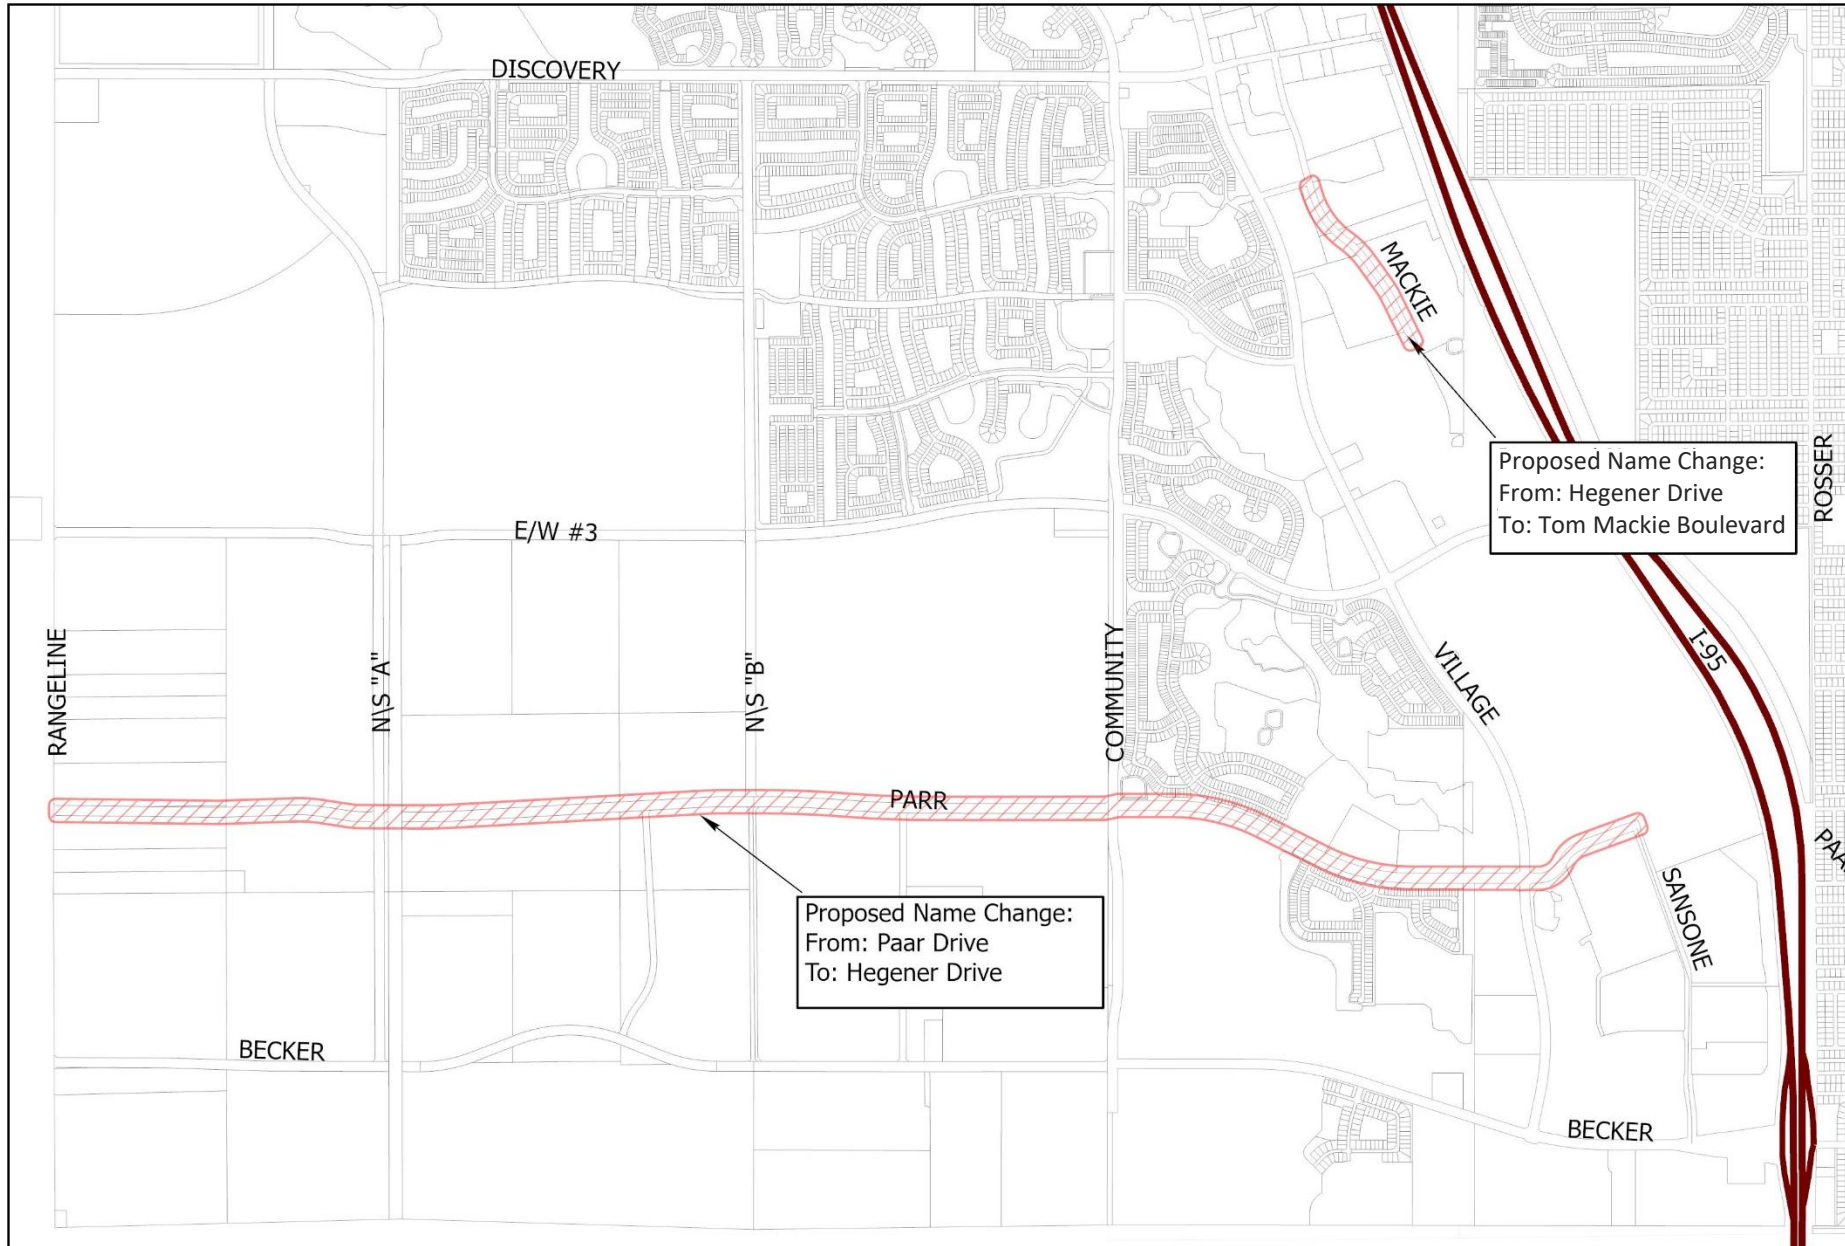 DISCOVERY
MACKIE
Proposed Name Change:
From: Hegener Drive
To: Tom Mackie Boulevard
ROSSER
E/W #3
RANGELINE
N\S "A"
N\S "B"
COMMUNITY
VILLAGE
I-95
PARR
SANSONE
Proposed Name Change:
From: Paar Drive
To: Hegener Drive
BECKER
BECKER